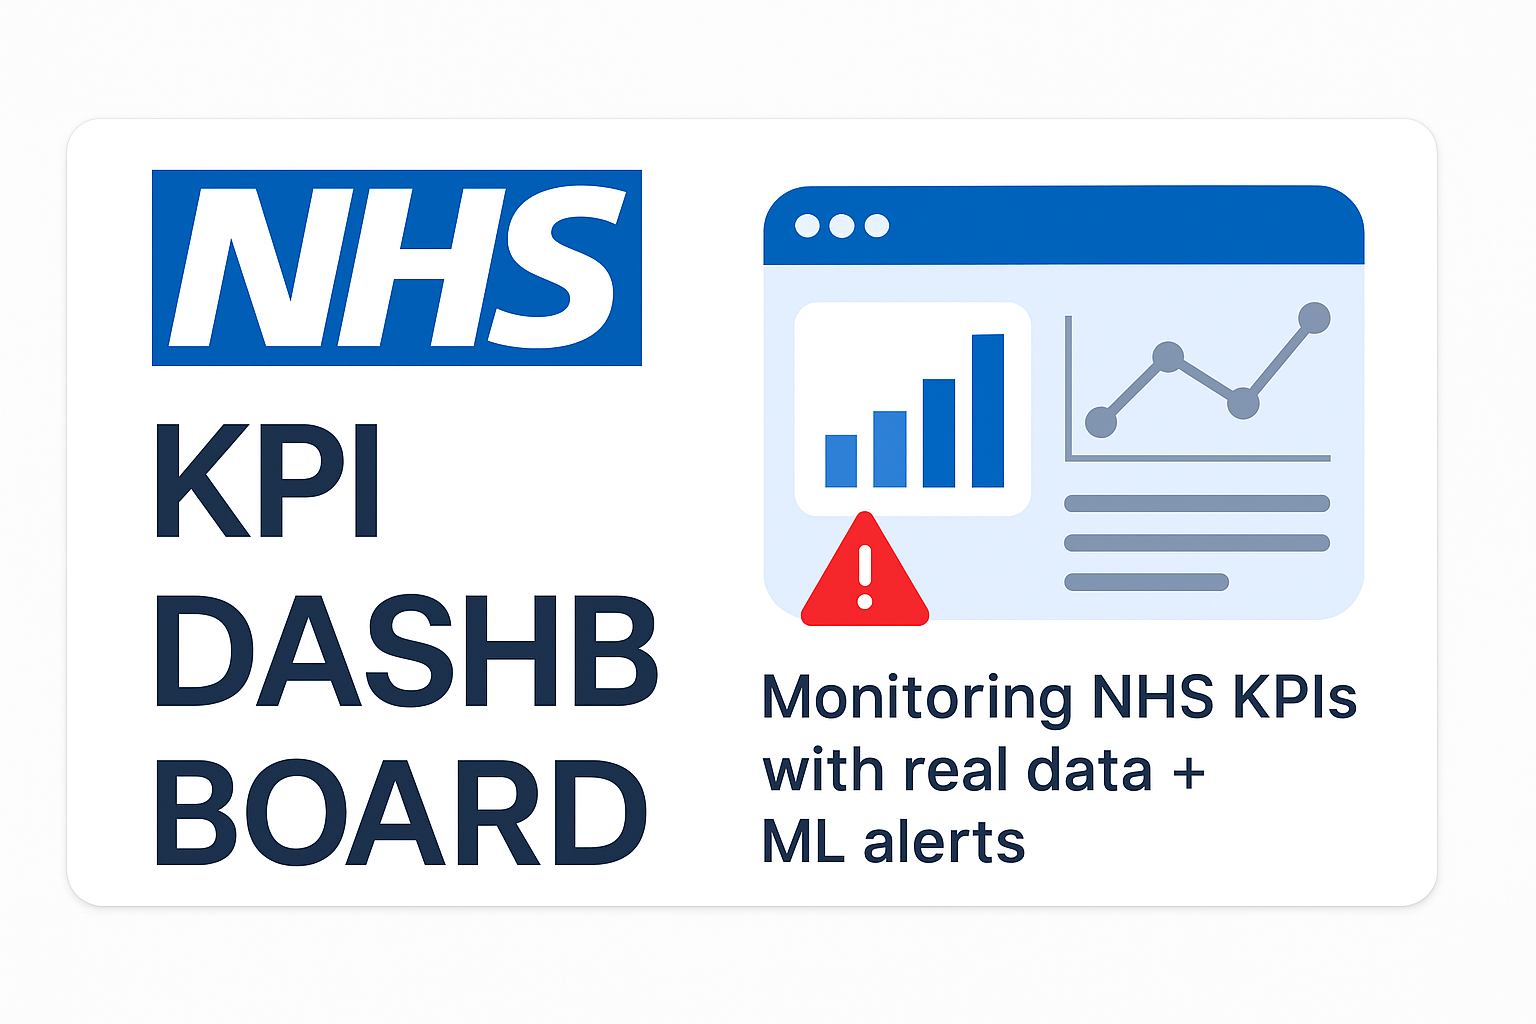 NHS
KPI
DASHB
BOARD
Monitoring NHS KPIs
with real data +
ML alerts